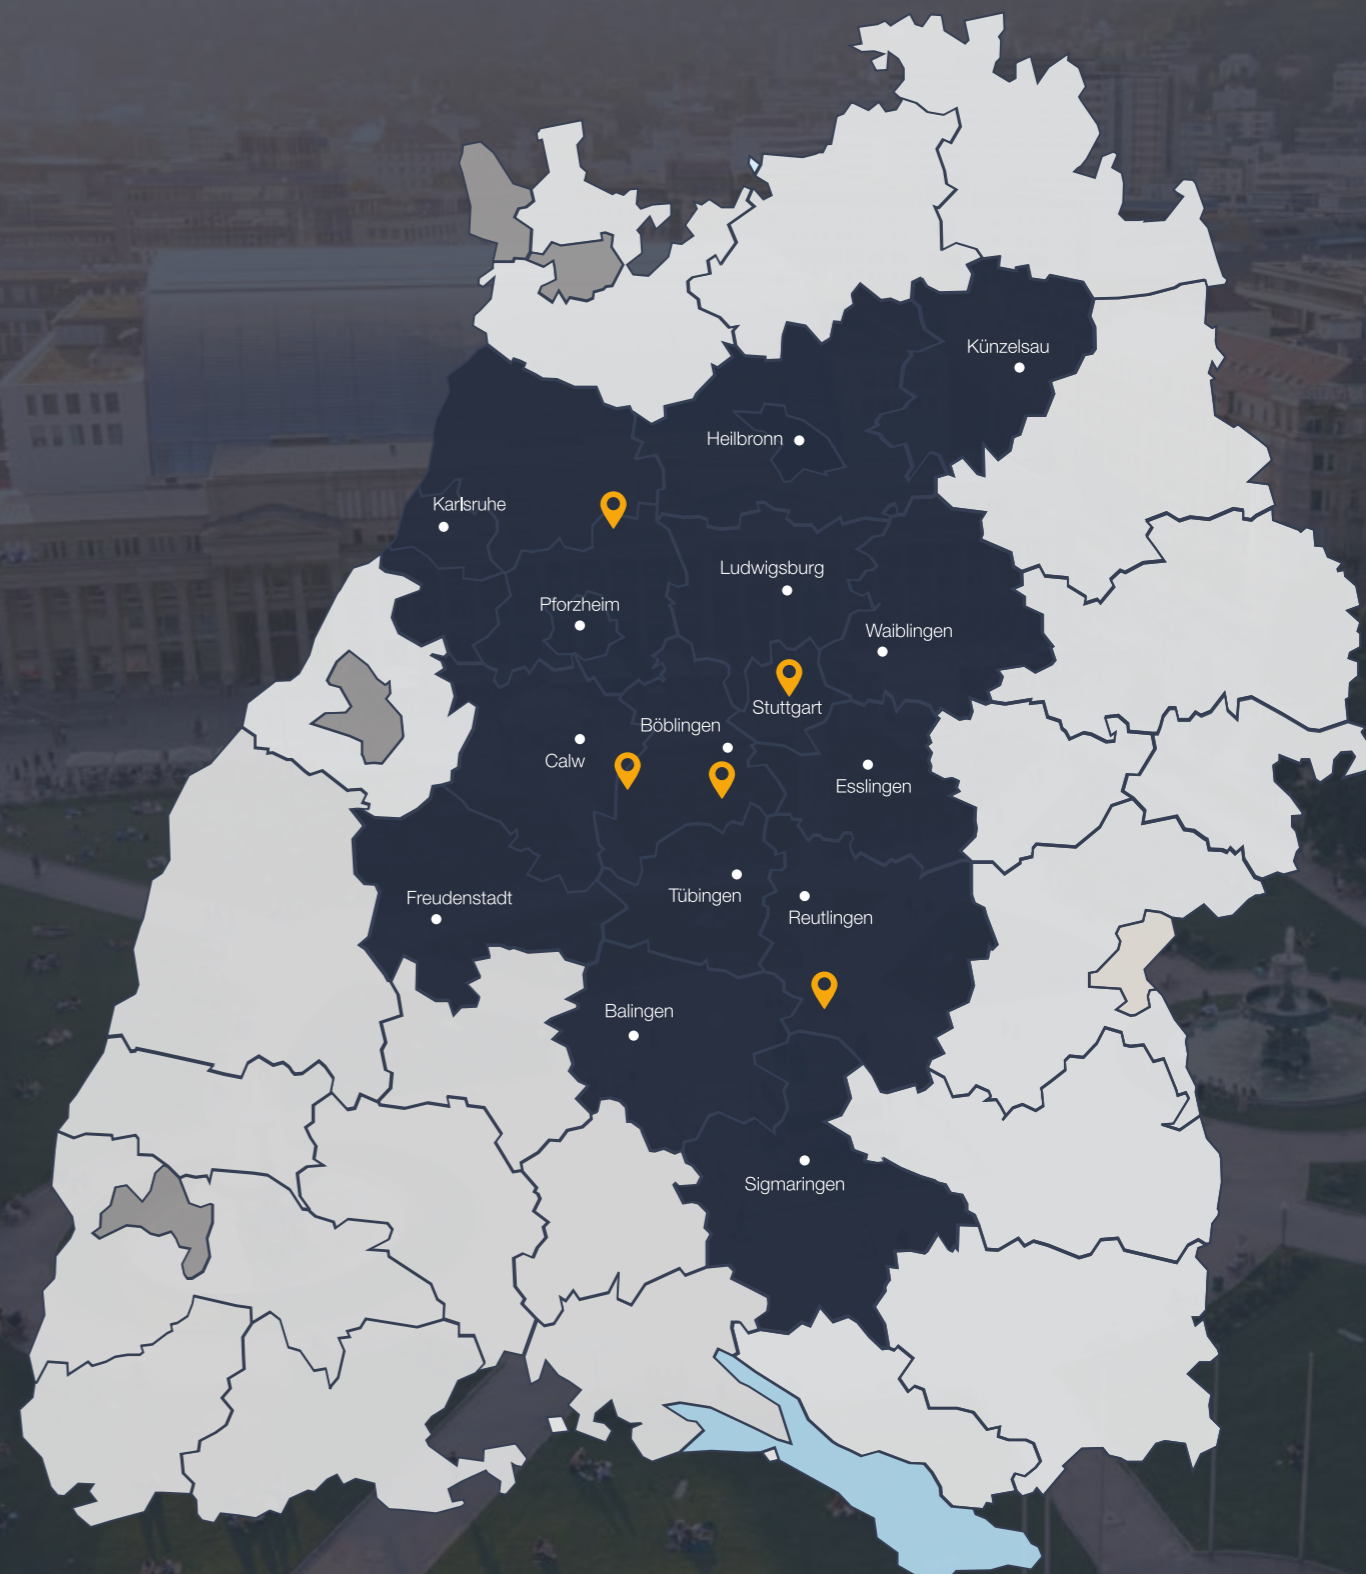 Künzelsau
Heilbronn
Karlsruhe
Ludwigsburg
Pforzheim
Waiblingen
Stuttgart
Böblingen
Calw
Esslingen
Tübingen
Freudenstadt
Reutlingen
Balingen
Sigmaringen